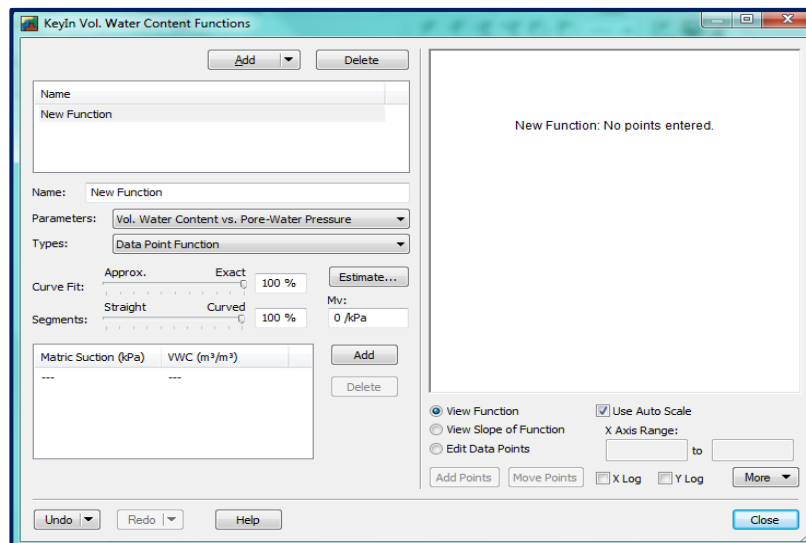 KeyIn Vol. Water Content Functions
Add
Delete
Name
New Function
Name: New Function
Parameters: Vol. Water Content vs. Pore-Water Pressure
Types: Data Point Function
Curve Fit: Approx. Exact 100 %
Estimate...
Segments: Straight Curved 100 %
Mv:
0 /kPa
Matric Suction (kPa) VWC (m³/m³)
--- ---
Add
Delete
New Function: No points entered.
View Function
View Slope of Function
Edit Data Points
Use Auto Scale
X Axis Range:
to
Add Points Move Points X Log Y Log More
Undo Redo Help Close